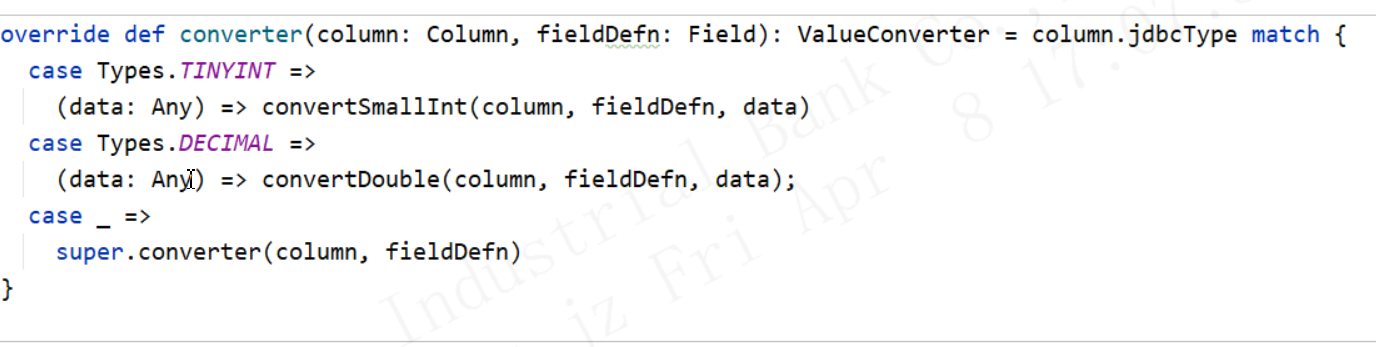 override def converter(column: Column, fieldDefn: Field): ValueConverter = column.jdbcType match {
case Types.TINYINT =>
(data: Any) => convertSmallInt(column, fieldDefn, data)
case Types.DECIMAL =>
(data: Any) => convertDouble(column, fieldDefn, data);
case _ =>
super.converter(column, fieldDefn)
}
Industrial Bank Co.,
jz Fri Apr 8 17:07: